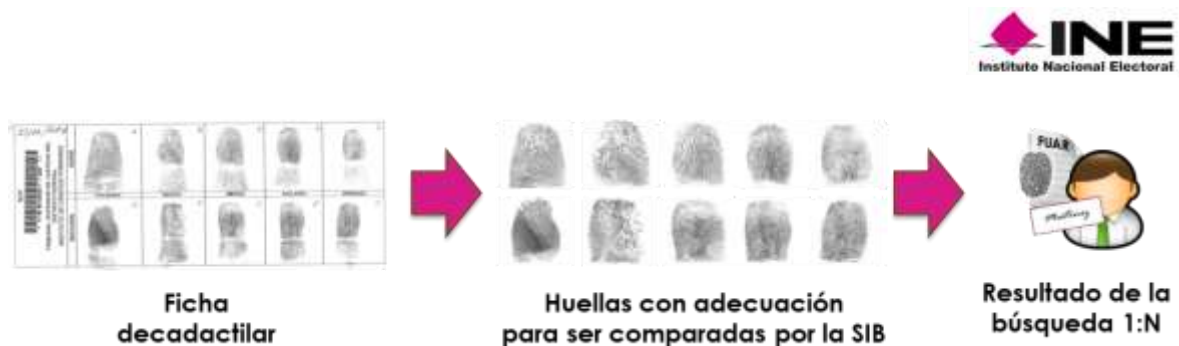 INE
Instituto Nacional Electoral
FUAR
Ficha
decadactilar
Huellas con adecuación
para ser comparadas por la SIB
Resultado de la
búsqueda 1:N